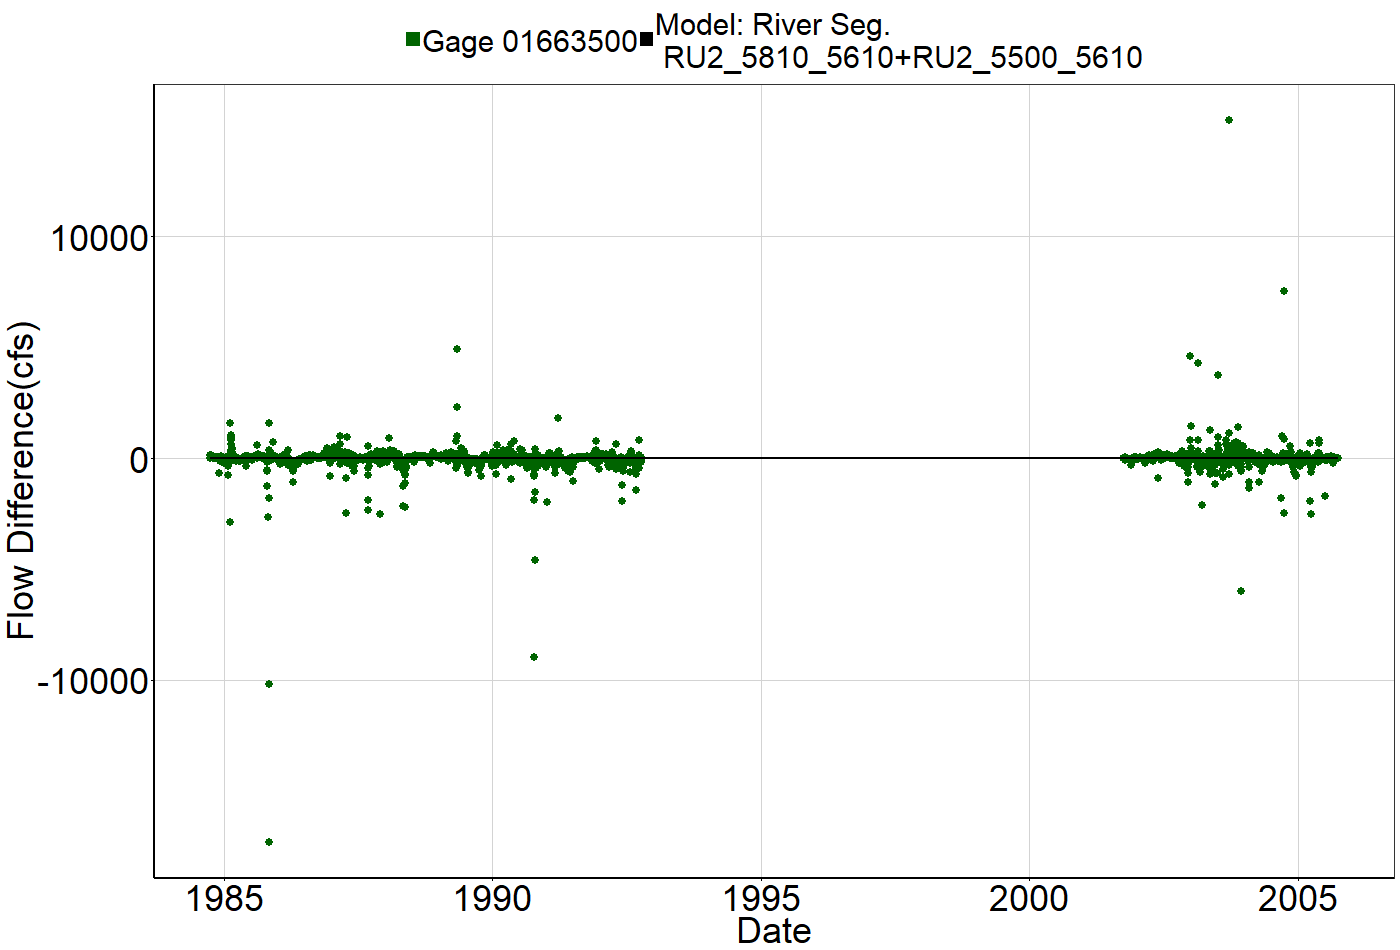 Gage 01663500
Model: River Seg.
RU2_5810_5610+RU2_5500_5610
Flow Difference(cfs)
10000
0
-10000
1985
1990
1995
2000
2005
Date